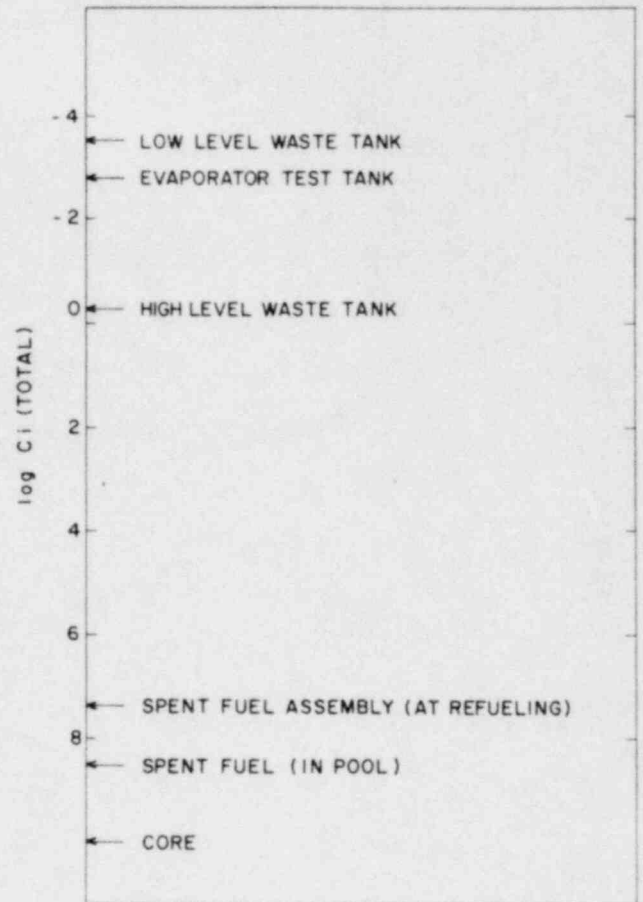 - 4
LOW LEVEL WASTE TANK
EVAPORATOR TEST TANK
- 2
0
HIGH LEVEL WASTE TANK
log Ci (TOTAL)
2
4
6
SPENT FUEL ASSEMBLY (AT REFUELING)
8
SPENT FUEL (IN POOL)
CORE